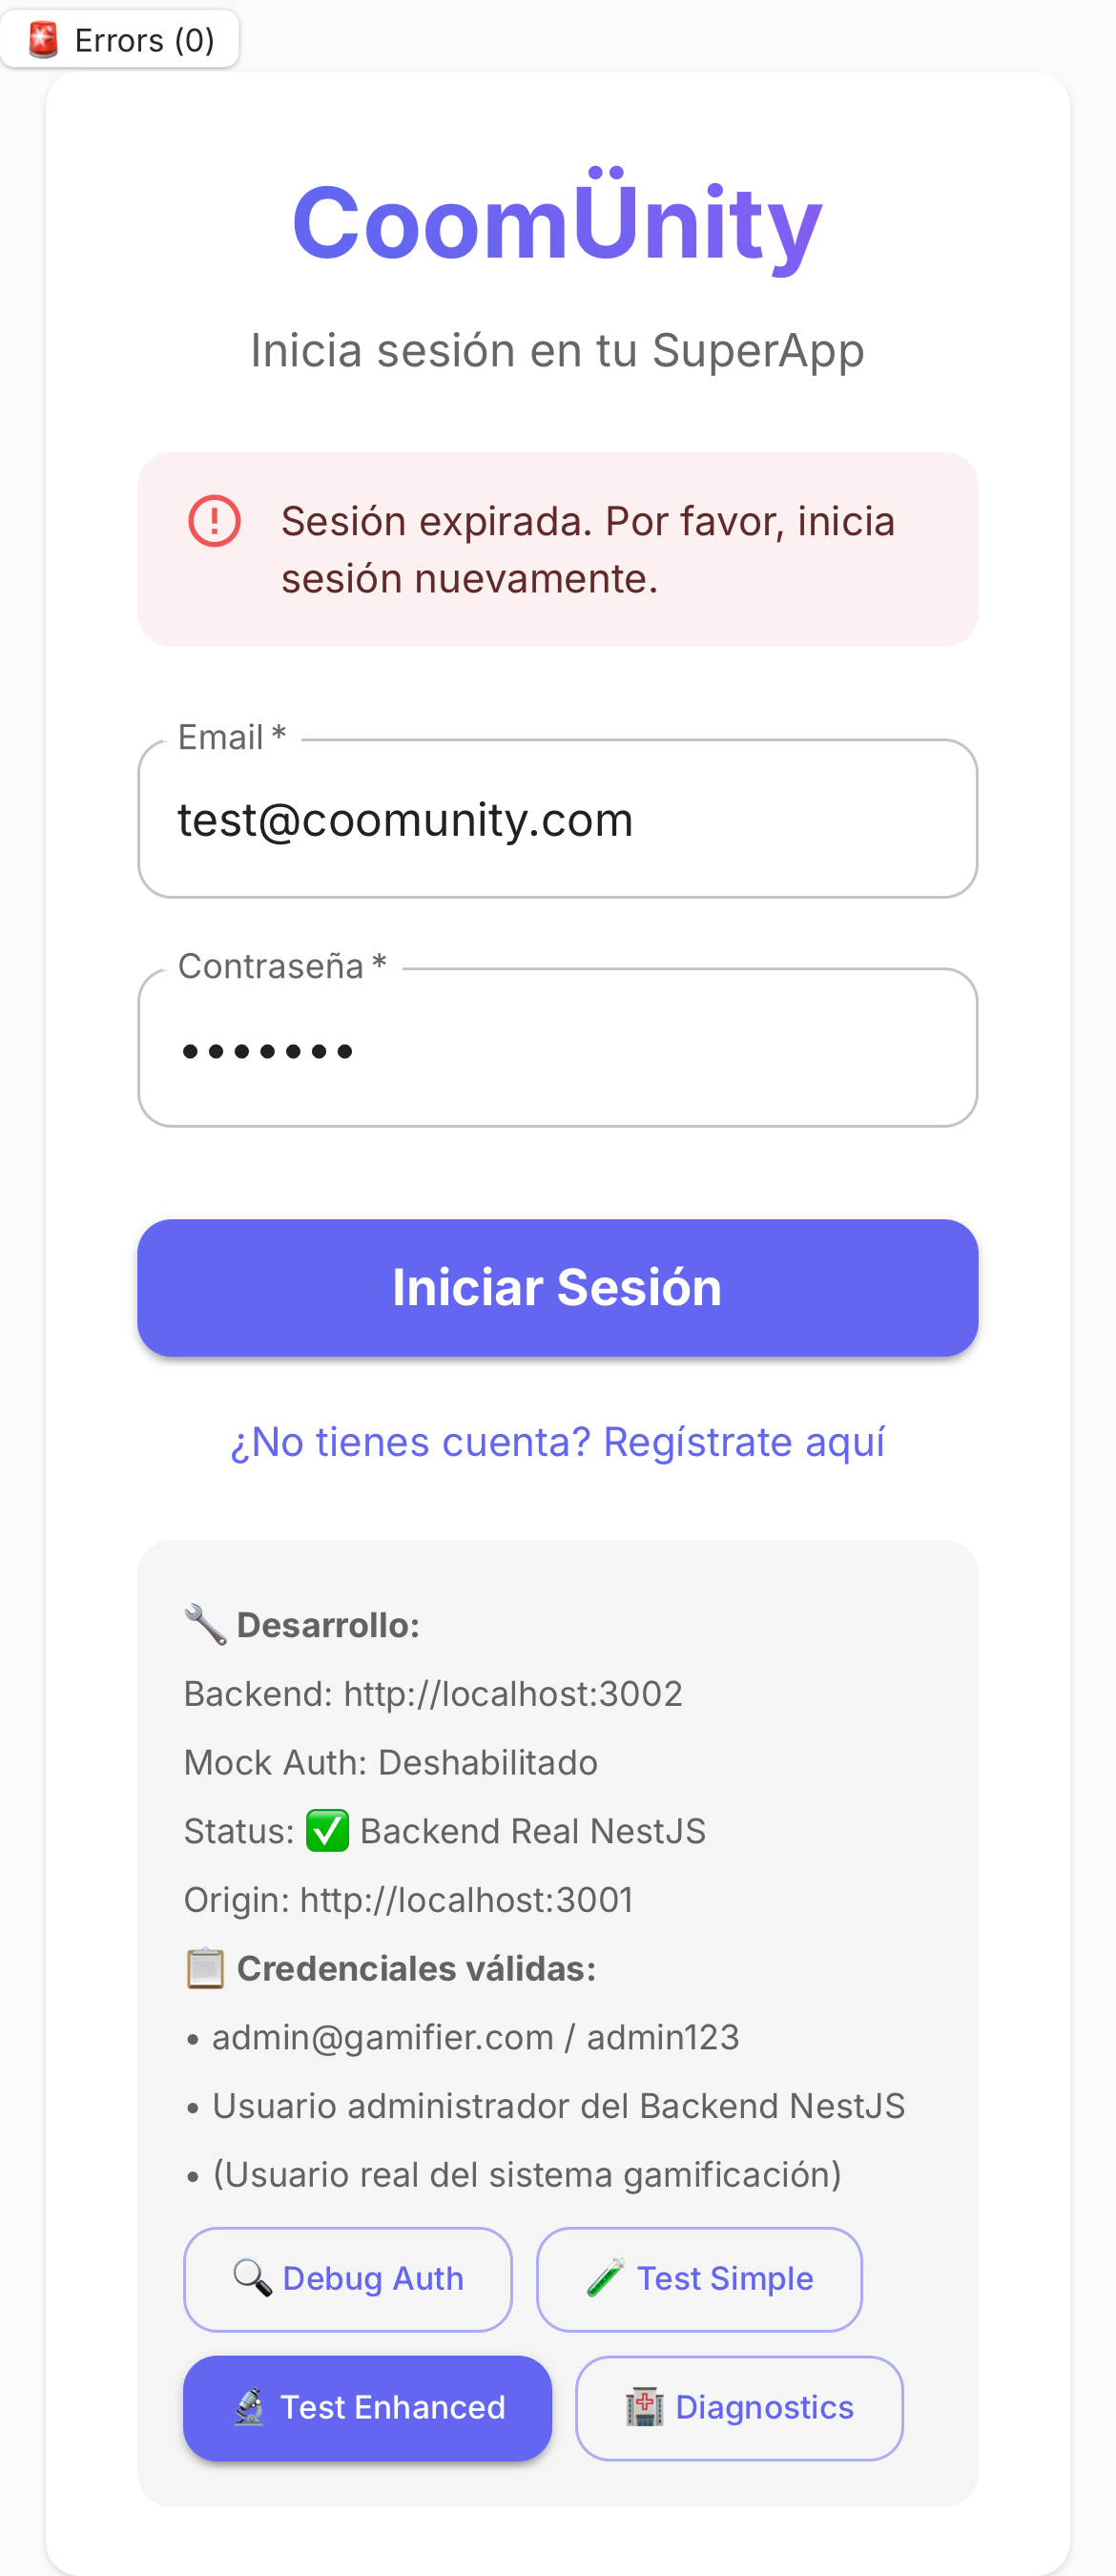 🚨 Errors (0)
CoomÜnity
Inicia sesión en tu SuperApp
Sesión expirada. Por favor, inicia
sesión nuevamente.
Email *
test@coomunity.com
Contraseña *
•••••••
Iniciar Sesión
¿No tienes cuenta? Regístrate aquí
🔧 Desarrollo:
Backend: http://localhost:3002
Mock Auth: Deshabilitado
Status: ✅ Backend Real NestJS
Origin: http://localhost:3001
📋 Credenciales válidas:
• admin@gamifier.com / admin123
• Usuario administrador del Backend NestJS
• (Usuario real del sistema gamificación)
🔍 Debug Auth
🧪 Test Simple
🔬 Test Enhanced
🏥 Diagnostics